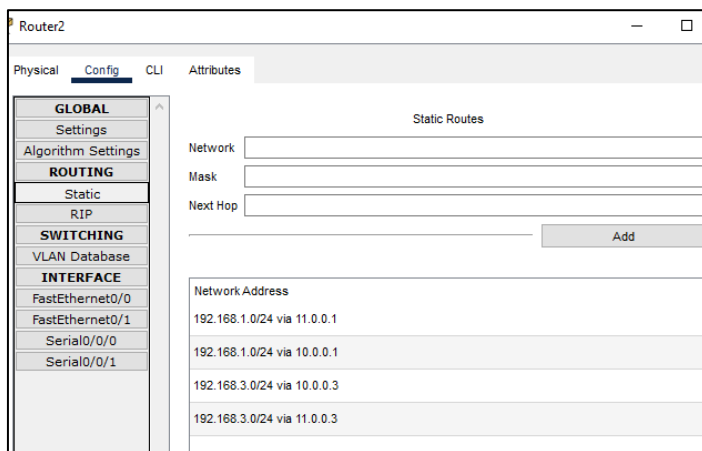 Router2
Physical Config CLI Attributes
GLOBAL
Settings
Algorithm Settings
ROUTING
Static
RIP
SWITCHING
VLAN Database
INTERFACE
FastEthernet0/0
FastEthernet0/1
Serial0/0/0
Serial0/0/1
Static Routes
Network
Mask
Next Hop
Add
Network Address
192.168.1.0/24 via 11.0.0.1
192.168.1.0/24 via 10.0.0.1
192.168.3.0/24 via 10.0.0.3
192.168.3.0/24 via 11.0.0.3